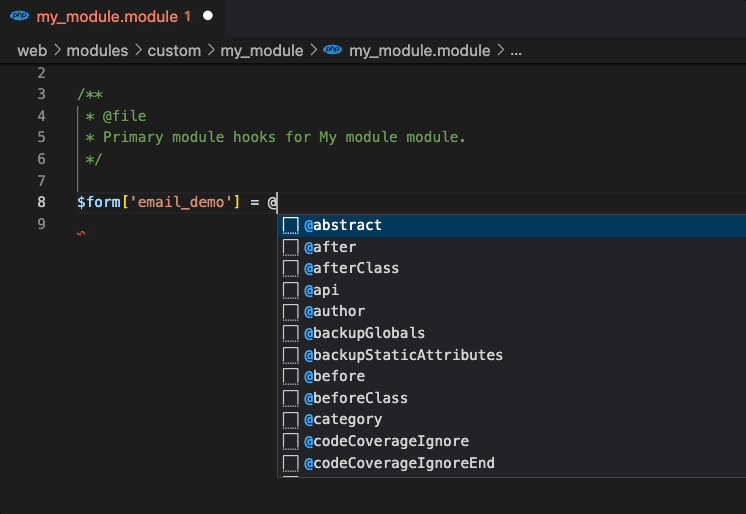 php my_module.module 1
web > modules > custom > my_module > php my_module.module > ...
2
3 /**
4 * @file
5 * Primary module hooks for My module module.
6 */
7
8 $form['email_demo'] = @
9
@abstract
@after
@afterClass
@api
@author
@backupGlobals
@backupStaticAttributes
@before
@beforeClass
@category
@codeCoverageIgnore
@codeCoverageIgnoreEnd